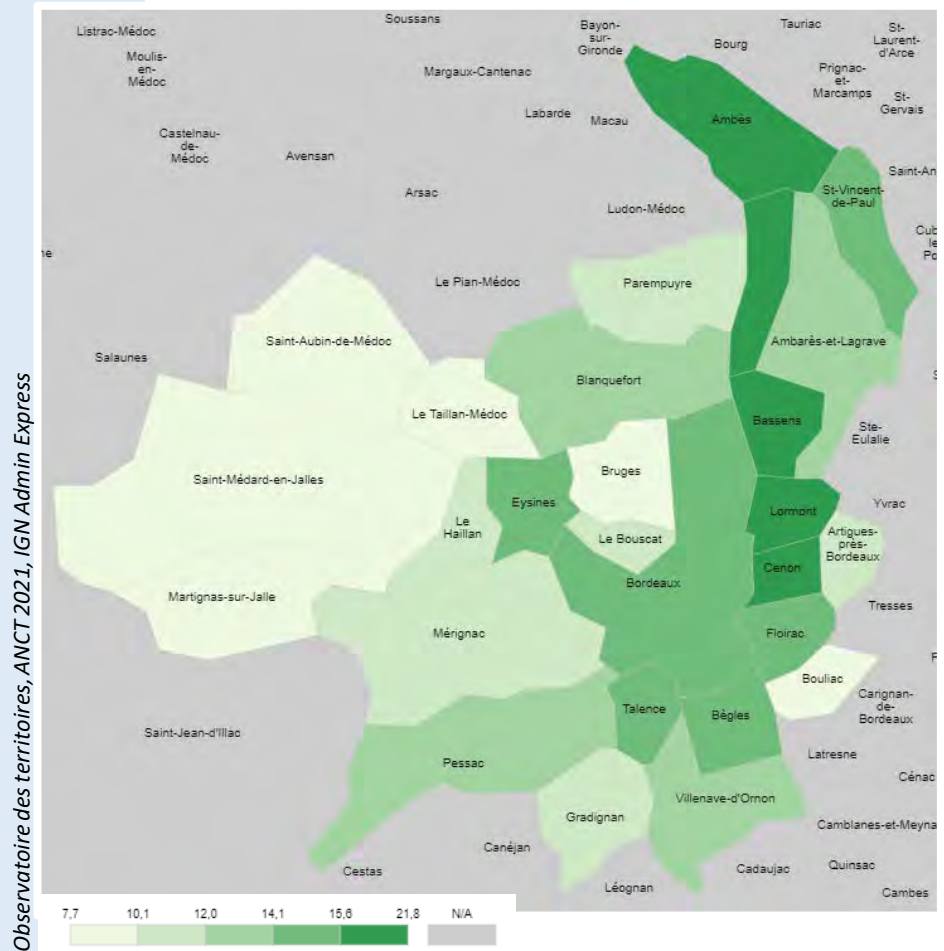 Soussans
Bayon-
sur-
Gironde
Tauriac
St-
Laurent-
d'Arce
Listrac-Médoc
Moulis-
en-
Médoc
Margaux-Cantenac
Bourg
Prignac-
et-
Marcamps
St-
Gervais
Labarde
Macau
Ambès
Castelnau-
de-
Médoc
Avensan
Saint-An
Arsac
St-Vincent-
de-Paul
Ludon-Médoc
Cub
le
Po
ne
Le Pian-Médoc
Parempuyre
Salaunes
Saint-Aubin-de-Médoc
Ambarès-et-Lagrave
Blanquefort
S
Le Taillan-Médoc
Bassens
Ste-
Eulalie
Saint-Médard-en-Jalles
Bruges
Eysines
Yvrac
Le
Haillan
Le Bouscat
Lormont
Artigues-
près-
Bordeaux
Cenon
Bordeaux
Martignas-sur-Jalle
Tresses
Mérignac
Floirac
F
Bouliac
Carignan-
de-
Bordeaux
Saint-Jean-d'Illac
Talence
Bègles
Latresne
Pessac
Cénac
Villenave-d'Ornon
Gradignan
Camblanes-et-Meyna
Canéjan
Cestas
Léognan
Cadaujac
Quinsac
Cambes
7,7 10,1 12,0 14,1 15,6 21,8 N/A
Observatoire des territoires, ANCT 2021, IGN Admin Express